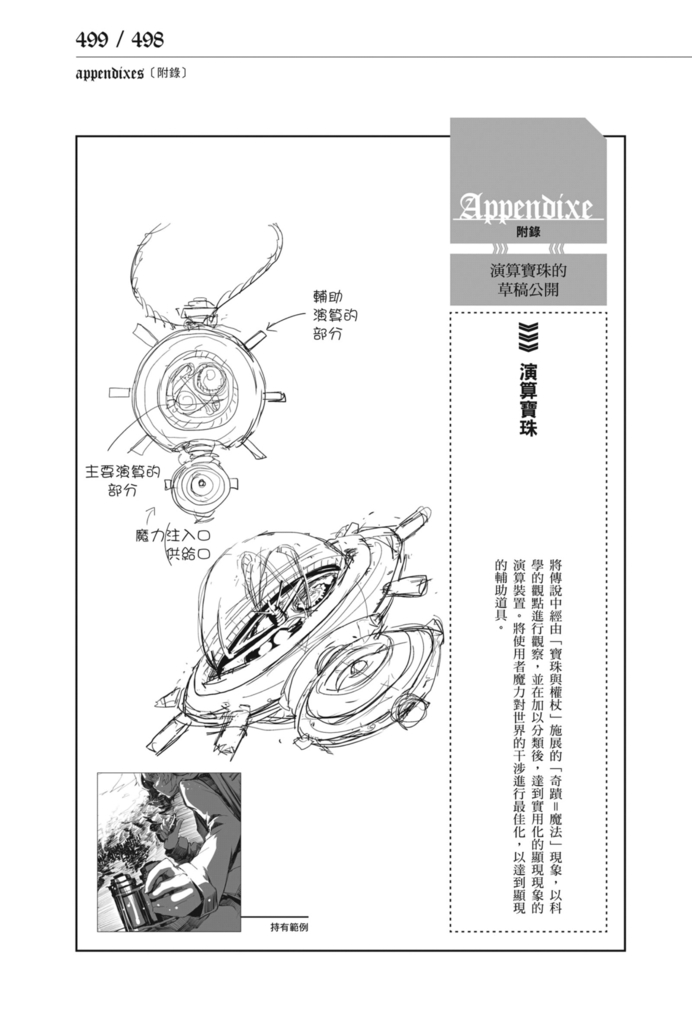 499 / 498
appendixes〔附錄〕
Appendixe
附錄
演算寶珠的
草稿公開
演算寶珠
將傳說中經由「寶珠與權杖」施展的「奇蹟＝魔法」現象，以科
學的觀點進行觀察，並在加以分類後，達到實用化的顯現現象的
演算裝置。將使用者魔力對世界的干涉進行最佳化，以達到顯現
的輔助道具。
輔助
演算的
部分
主要演算的
部分
魔力注入口
供給口
持有範例